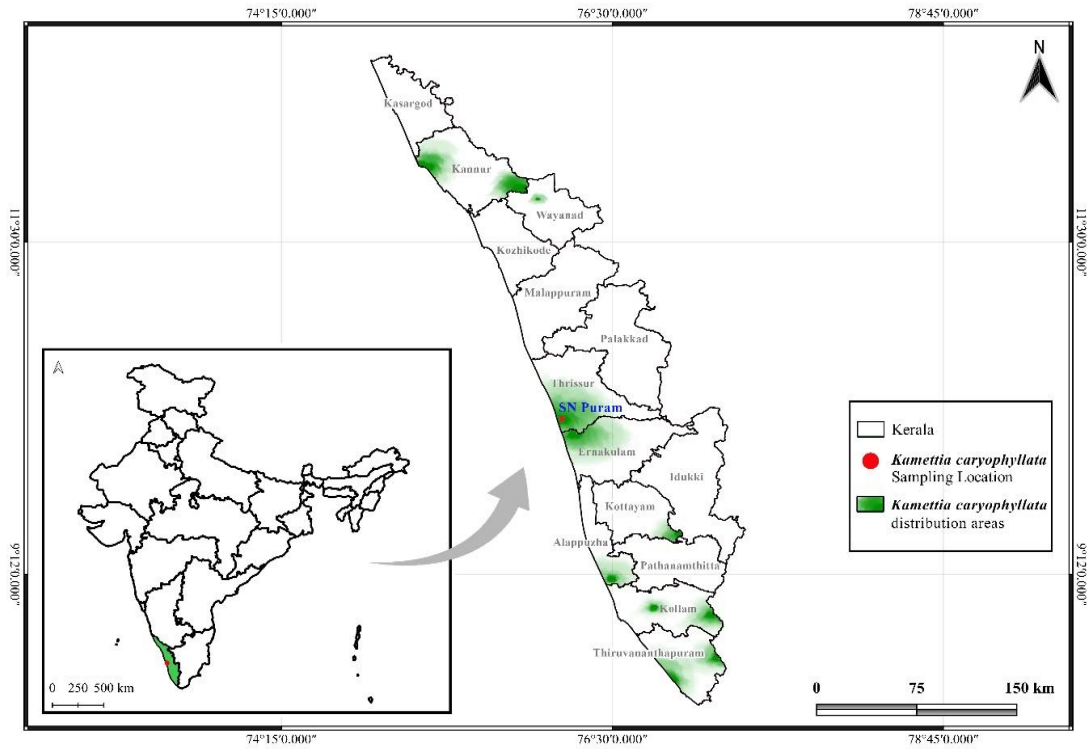 74°15'0.000"
76°30'0.000"
78°45'0.000"
N
Kasargod
Kannur
Wayanad
11°30'0.000"
11°30'0.000"
Kozhikode
Malappuram
Palakkad
Thrissur
SN Puram
Ernakulam
Idukki
Kottayam
Alappuzha
Pathanamthitta
9°12'0.000"
9°12'0.000"
Kollam
Thiruvananthapuram
A
0 250 500 km
Kerala
Kamettia caryophyllata
Sampling Location
Kamettia caryophyllata
distribution areas
0 75 150 km
74°15'0.000"
76°30'0.000"
78°45'0.000"